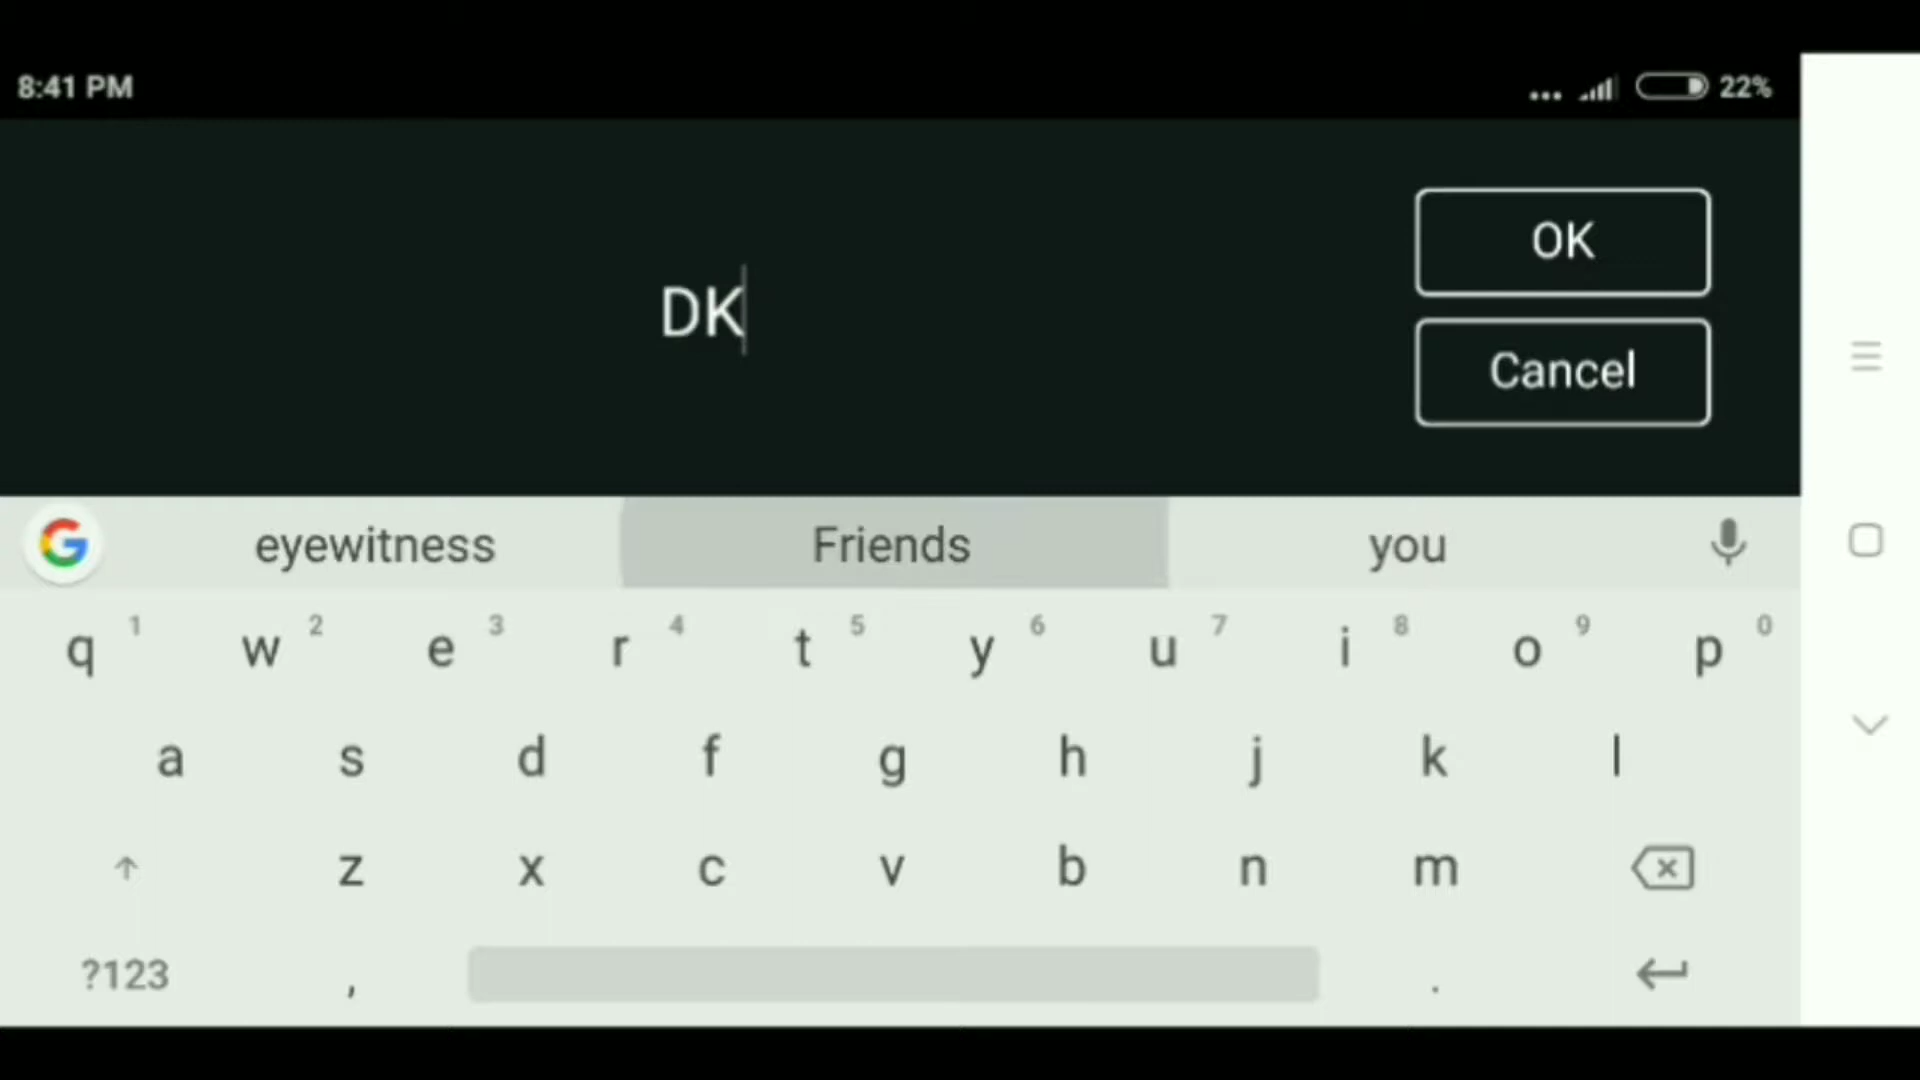 8:41 PM
22%
DK
OK
Cancel
eyewitness Friends you
q 1 w 2 e 3 r 4 t 5 y 6 u 7 i 8 o 9 p 0
a s d f g h j k l
z x c v b n m
?123 , .